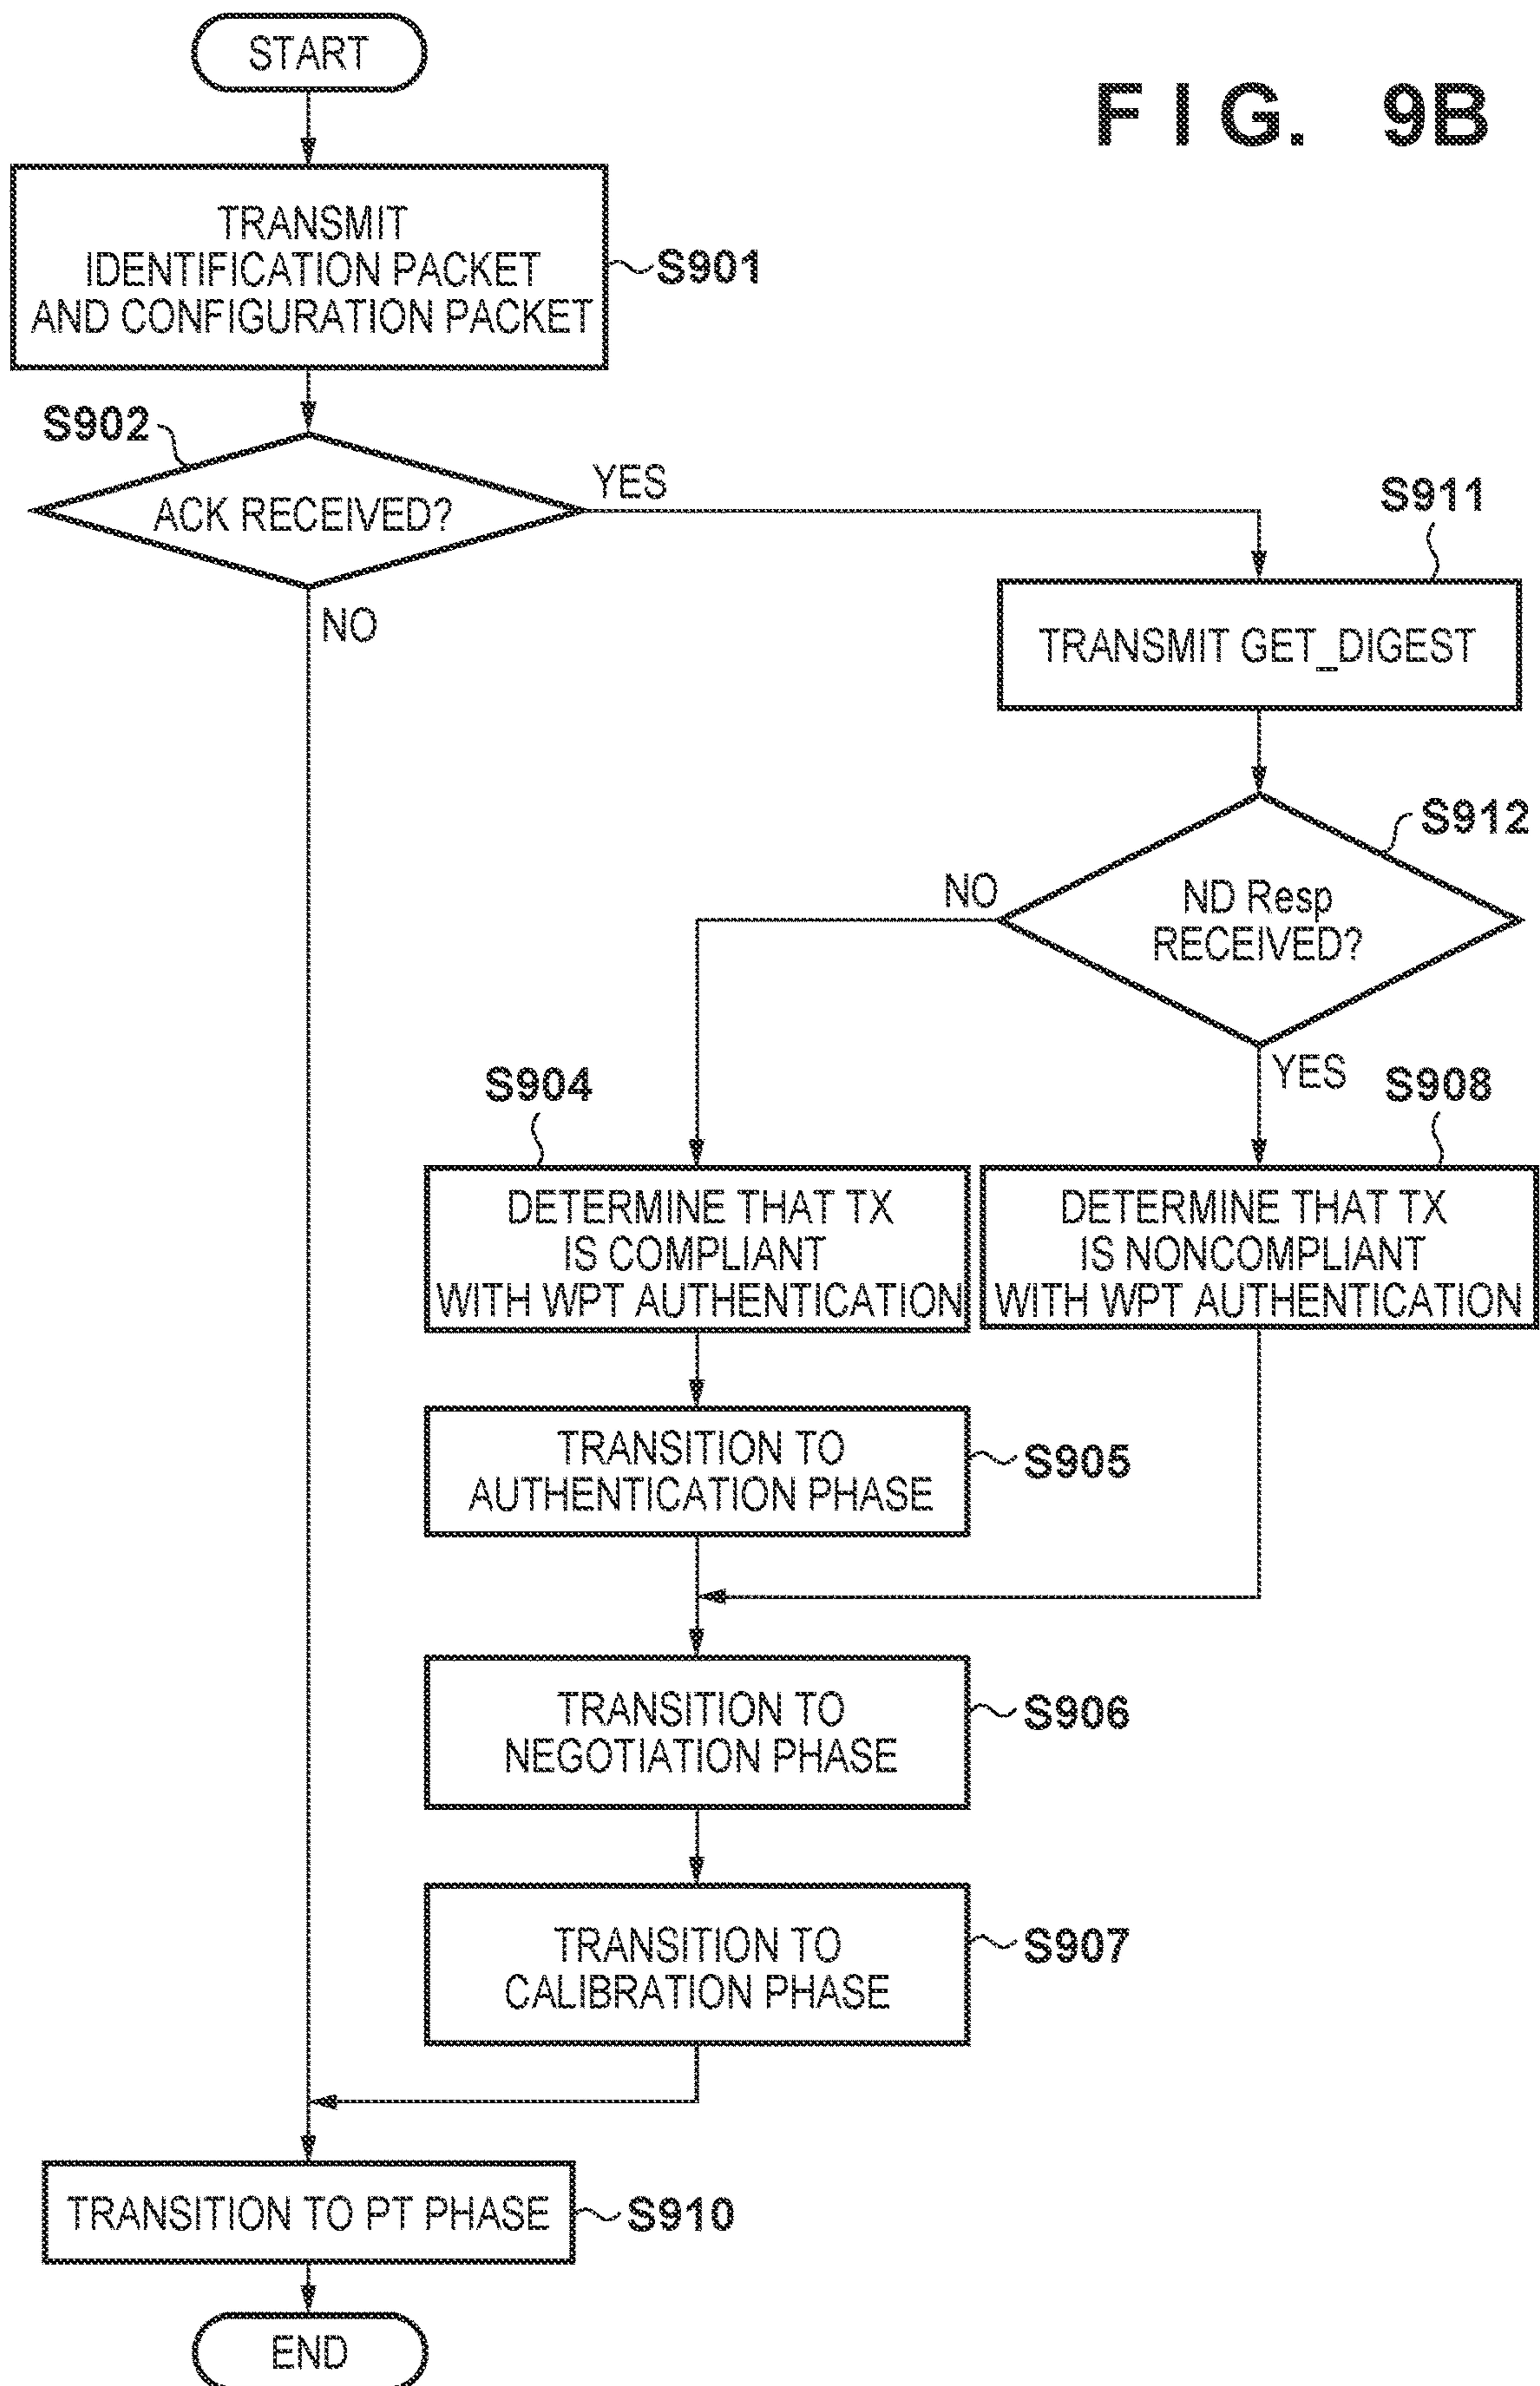 START
FIG. 9B
TRANSMIT
IDENTIFICATION PACKET
AND CONFIGURATION PACKET
S901
S902
ACK RECEIVED?
YES
NO
S911
TRANSMIT GET_DIGEST
S912
ND Resp
RECEIVED?
NO
YES
S904
S908
DETERMINE THAT TX
IS COMPLIANT
WITH WPT AUTHENTICATION
DETERMINE THAT TX
IS NONCOMPLIANT
WITH WPT AUTHENTICATION
TRANSITION TO
AUTHENTICATION PHASE
S905
TRANSITION TO
NEGOTIATION PHASE
S906
TRANSITION TO
CALIBRATION PHASE
S907
TRANSITION TO PT PHASE
S910
END